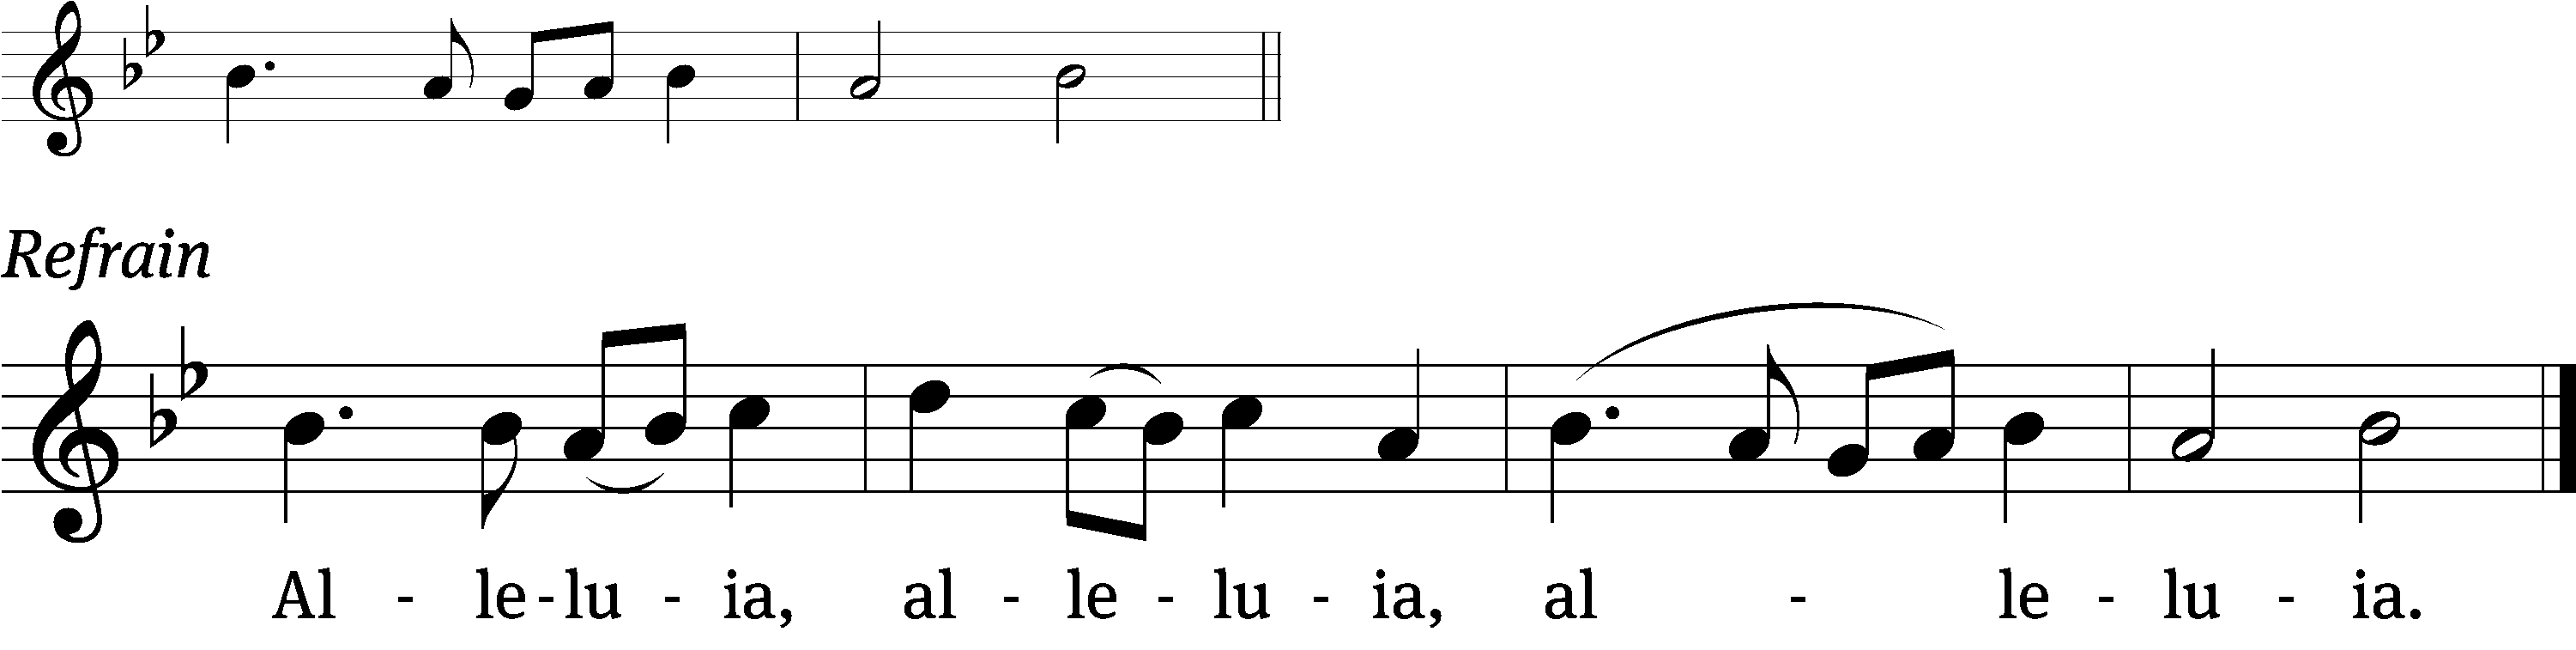 Refrain
Al - le - lu - ia, al - le - lu - ia, al - le - lu - ia.